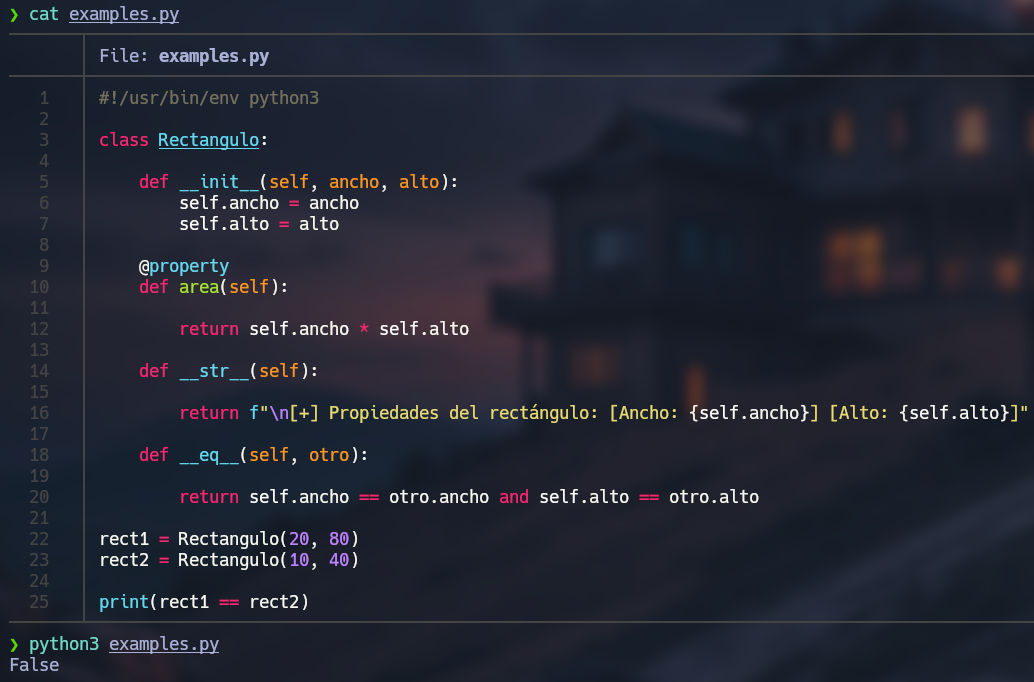 ❯ cat examples.py
File: examples.py
1 #!/usr/bin/env python3
2
3 class Rectangulo:
4
5     def __init__(self, ancho, alto):
6         self.ancho = ancho
7         self.alto = alto
8
9     @property
10     def area(self):
11
12         return self.ancho * self.alto
13
14     def __str__(self):
15
16         return f"\n[+] Propiedades del rectángulo: [Ancho: {self.ancho}] [Alto: {self.alto}]"
17
18     def __eq__(self, otro):
19
20         return self.ancho == otro.ancho and self.alto == otro.alto
21
22 rect1 = Rectangulo(20, 80)
23 rect2 = Rectangulo(10, 40)
24
25 print(rect1 == rect2)
❯ python3 examples.py
False